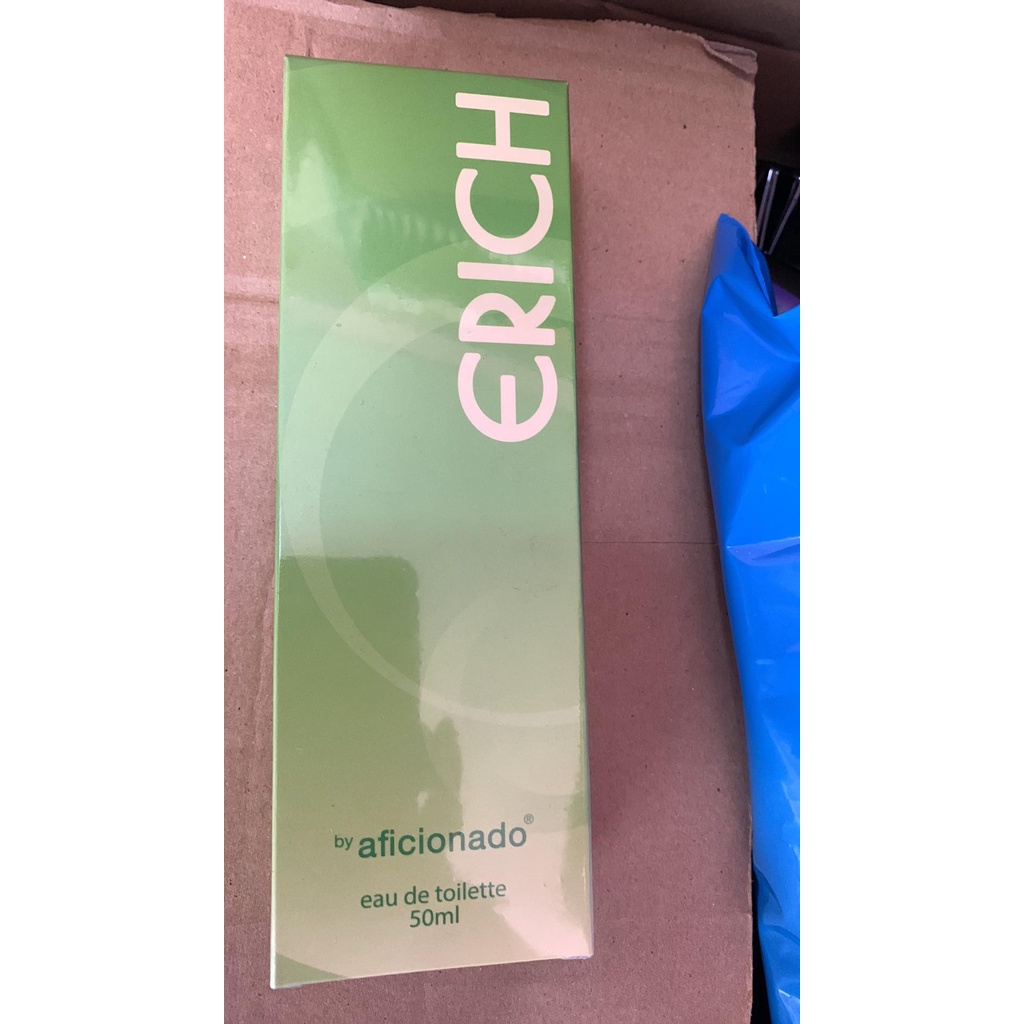 ERICH
by aficionado®
eau de toilette
50ml